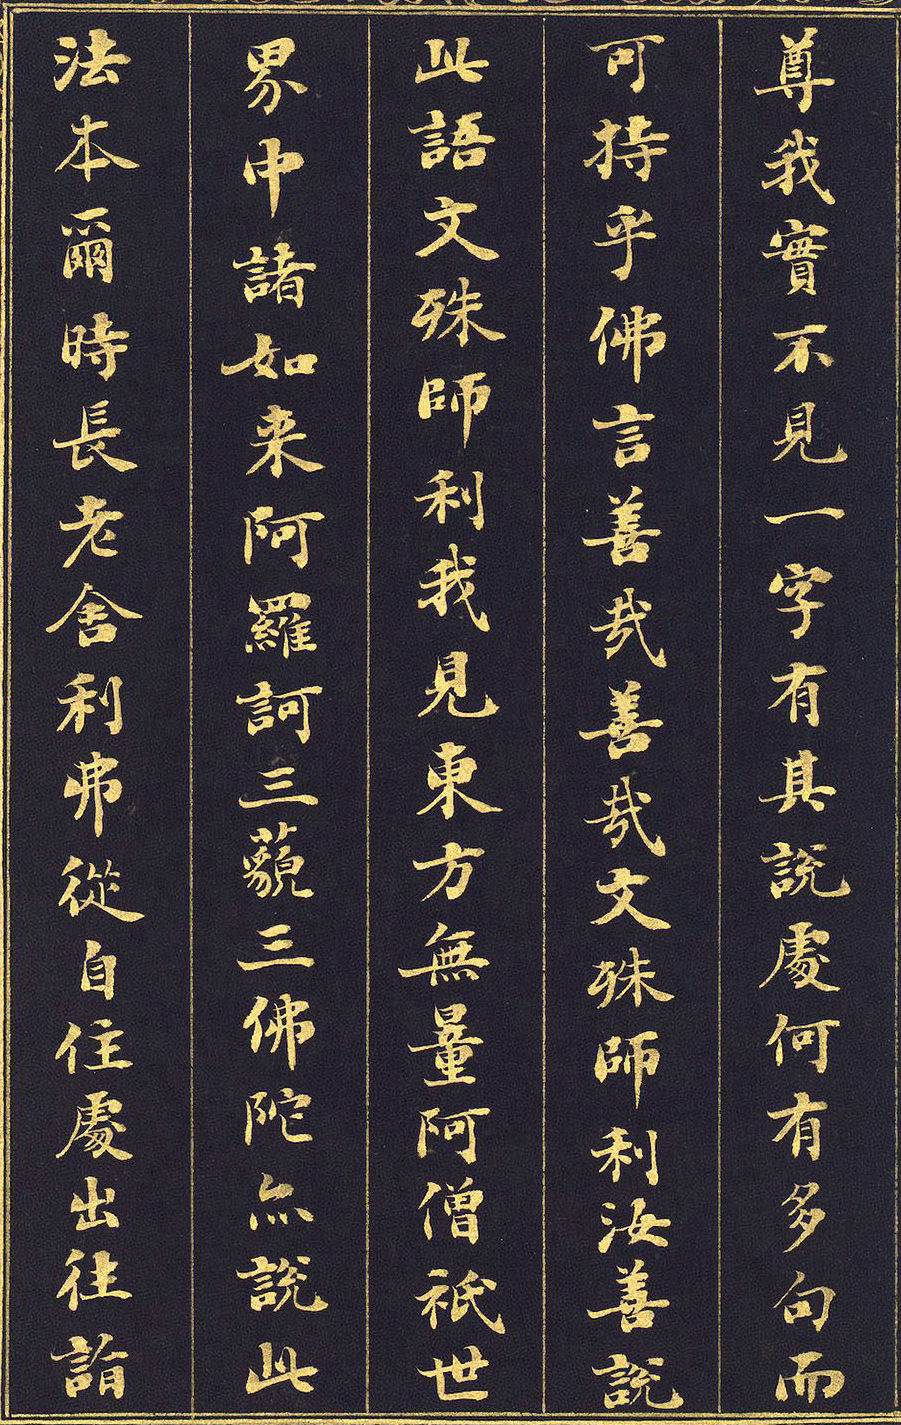 尊我實不見一字有其說處何有多句而
可持乎佛言善哉善哉文殊師利汝善說
此語文殊師利我見東方無量阿僧祇世
界中諸如来阿羅訶三藐三佛陀亦說此
法本爾時長老舍利弗從自住處出往詣